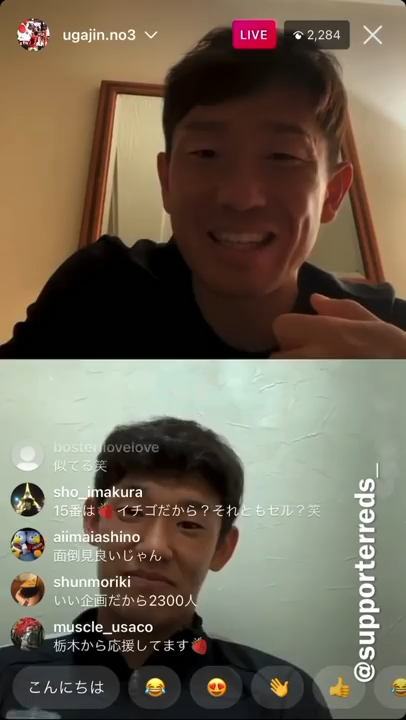 ugajin.no3
LIVE
2,284
bostenlovelove
似てる笑
sho_imakura
15番は🍓イチゴだから？それともセル？笑
aiimaiashino
面倒見良いじゃん
shunmoriki
いい企画だから2300人
muscle_usaco
栃木から応援してます🍓
@supporterreds_
こんにちは